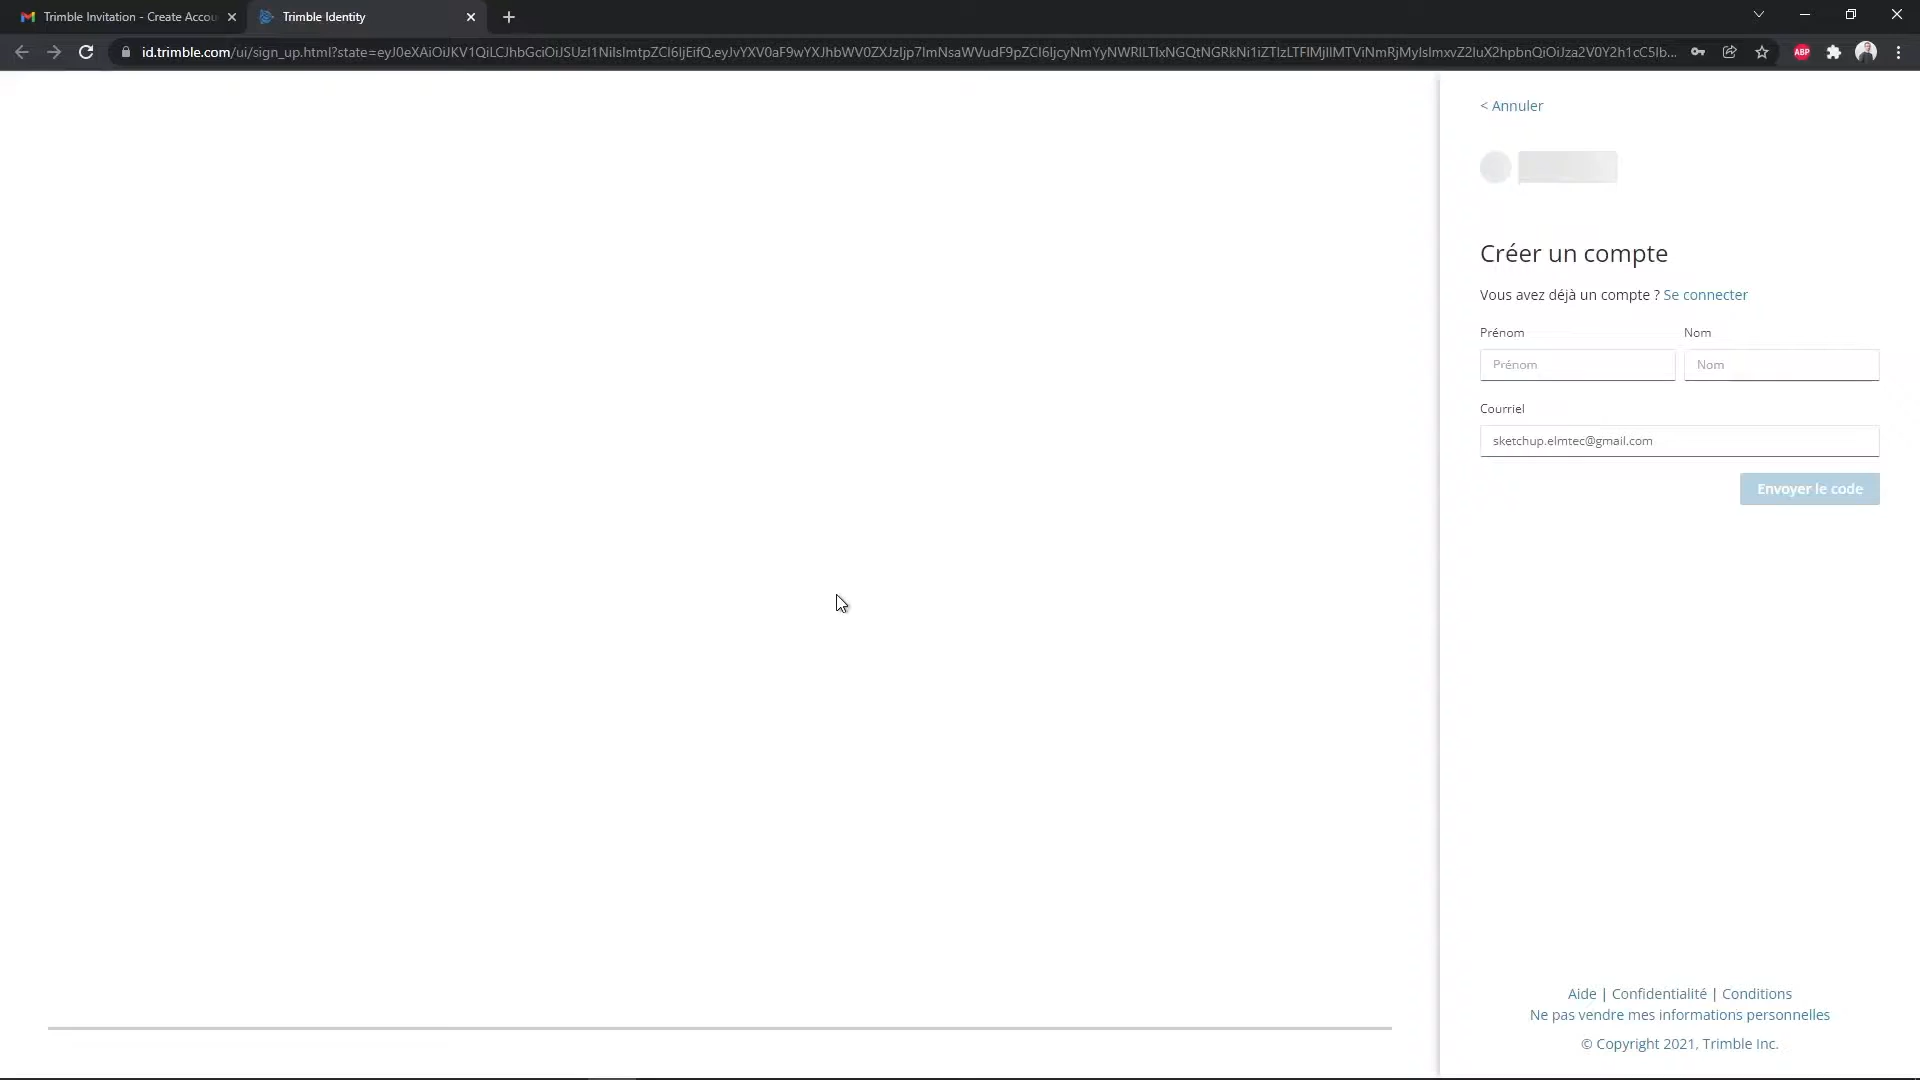 Trimble Invitation - Create Accou
Trimble Identity
id.trimble.com/ui/sign_up.html?state=
ABP
< Annuler
Créer un compte
Vous avez déjà un compte ? Se connecter
Prénom Nom
Prénom Nom
Courriel
sketchup.elmtec@gmail.com
Envoyer le code
Aide | Confidentialité | Conditions
Ne pas vendre mes informations personnelles
© Copyright 2021, Trimble Inc.